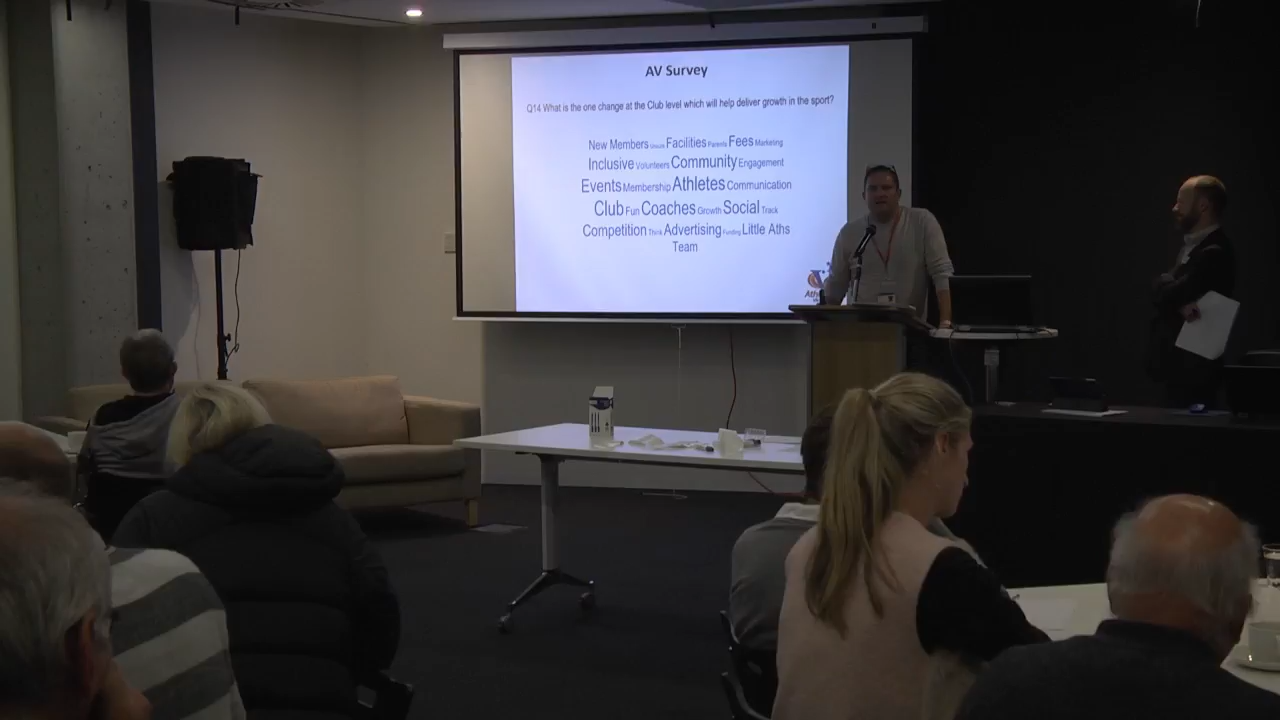 AV Survey
Q14 What is the one change at the Club level which will help deliver growth in the sport?
New Members Facilities Parents Fees Marketing
Inclusive Volunteers Community Engagement
Events Membership Athletes Communication
Club Fun Coaches Growth Social Track
Competition Think Advertising Funding Little Aths
Team